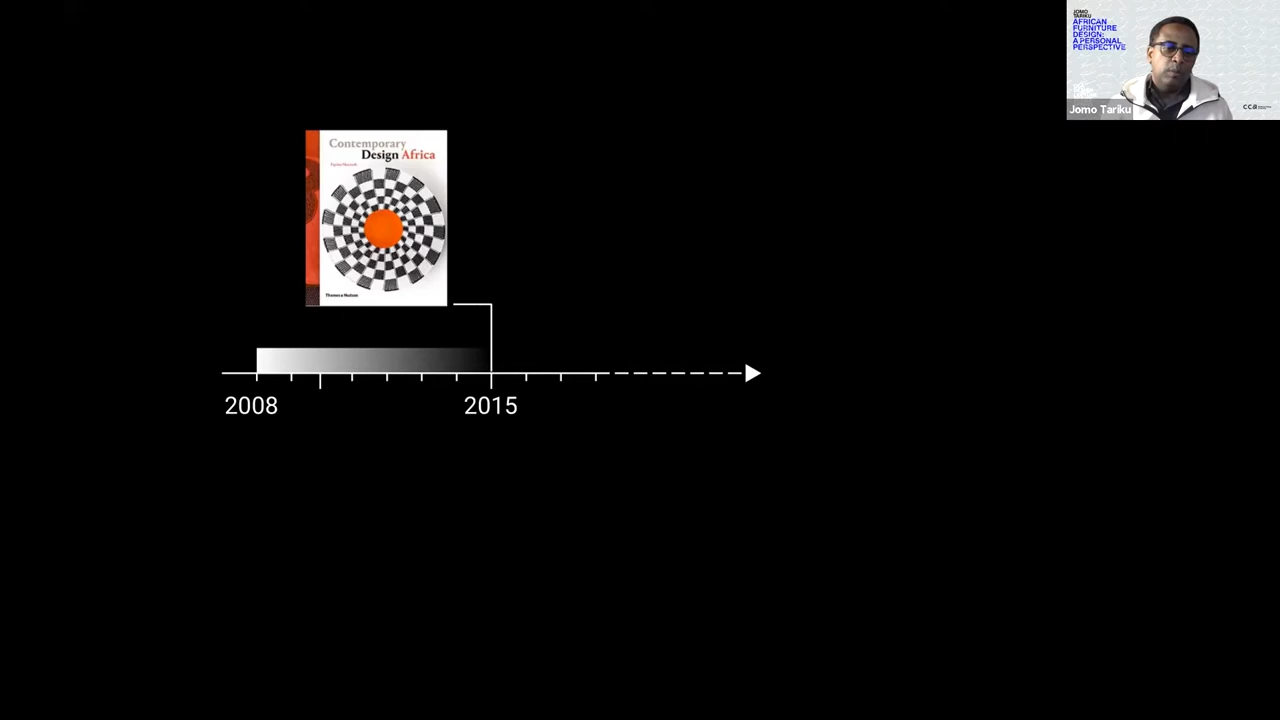 Contemporary
Design Africa
Thames & Hudson
2008
2015
JOMO
TARIKU
AFRICAN
FURNITURE
DESIGN:
A PERSONAL
PERSPECTIVE
Jomo Tariku
cca